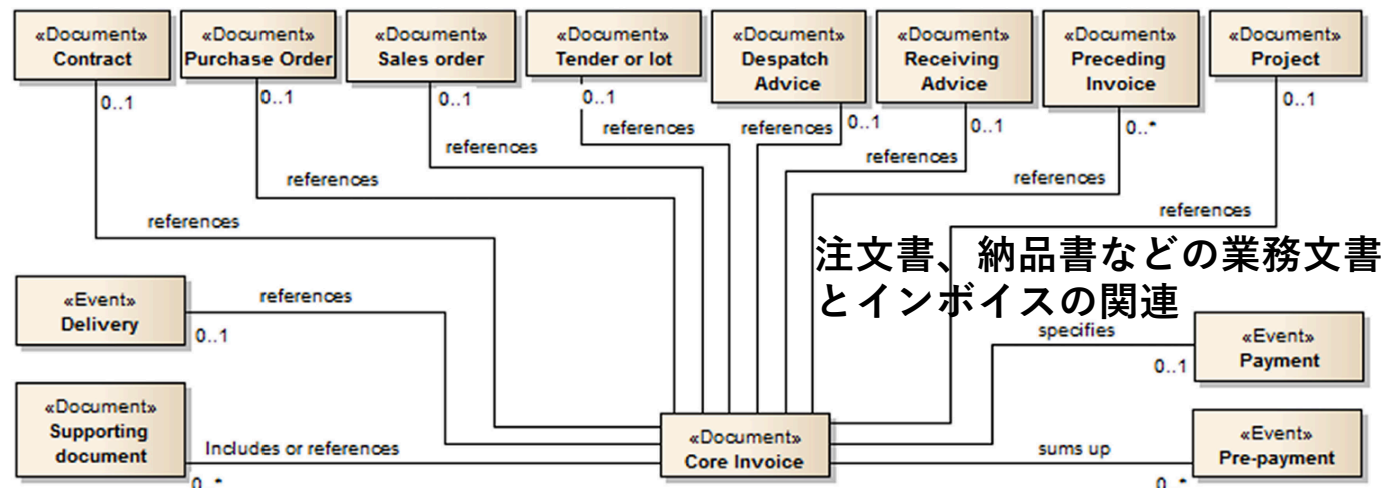 «Document»
Contract
«Document»
Purchase Order
«Document»
Sales order
«Document»
Tender or lot
«Document»
Despatch
Advice
«Document»
Receiving
Advice
«Document»
Preceding
Invoice
«Document»
Project
0..1
0..1
0..1
0..1
0..1
0..1
0..*
0..1
references
references
references
references
references
references
references
references
注文書、納品書などの業務文書
とインボイスの関連
«Event»
Delivery
references
0..1
specifies
«Event»
Payment
0..1
«Document»
Supporting
document
Includes or references
0..*
«Document»
Core Invoice
sums up
«Event»
Pre-payment
0..*